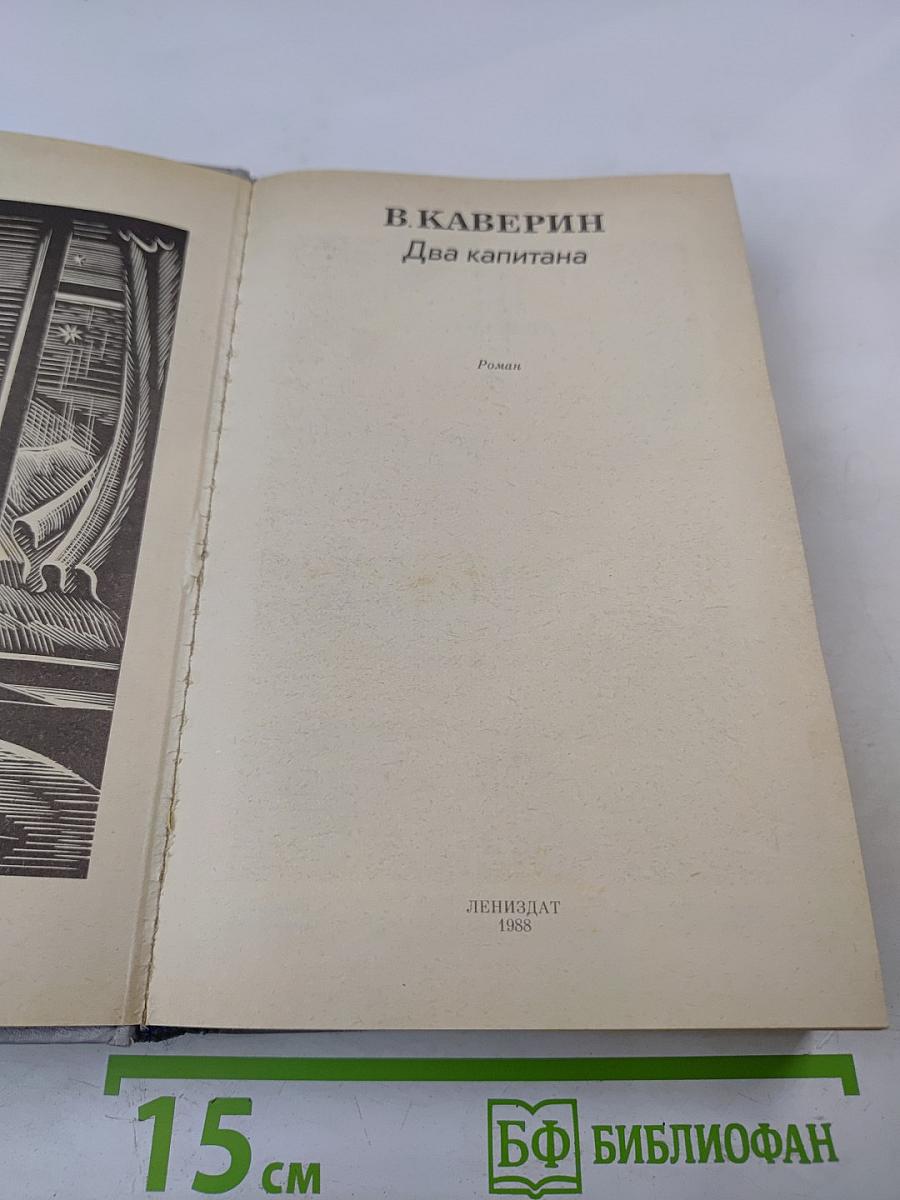 В. КАВЕРИН
Два капитана
Роман
ЛЕНИЗДАТ
1988
15 см
БФ БИБЛИОФАН